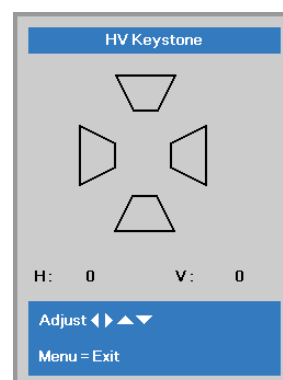 HV Keystone
H: 0 V: 0
Adjust ◀▶▲▼
Menu = Exit